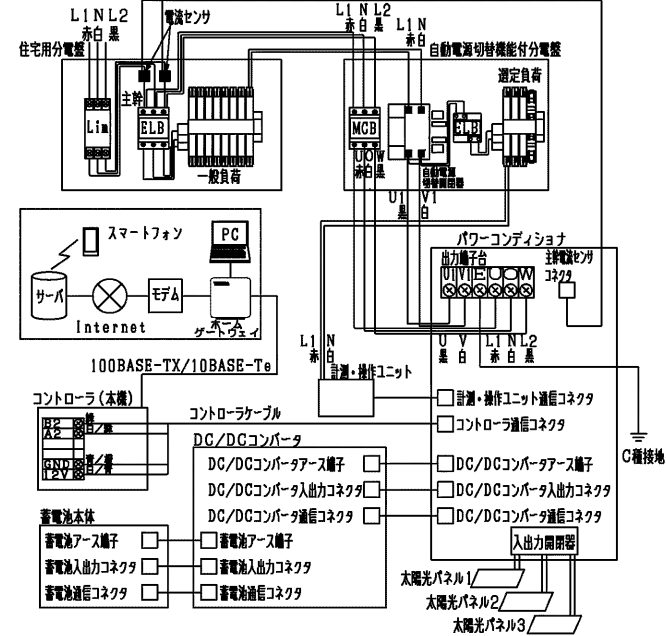 L1 N L2
赤 白 黒
電流センサ
住宅用分電盤
主幹
Lim
ELB
一般負荷
L1 N L2
赤 白 黒
L1 N
赤 白
自動電源切替機能付分電盤
選定負荷
MCB
ELB
U O W
赤 白 黒
自動電源
切替開閉器
U1 V1
黒 白
スマートフォン
PC
サーバ
モデム
Internet
ホーム
ゲートウェイ
100BASE-TX/10BASE-Te
パワーコンディショナ
出力端子台
主幹電流センサ
コネクタ
U1 V1 E U O W
U V L1 N L2
黒 白 赤 白 黒
L1 N
赤 白
計測・操作ユニット
計測・操作ユニット通信コネクタ
コントローラ通信コネクタ
C種接地
コントローラ(本機)
B2
A2
白/緑
GND
12V
青/緑
白/青
コントローラケーブル
DC/DCコンバータ
DC/DCコンバータアース端子
DC/DCコンバータ入出力コネクタ
DC/DCコンバータ通信コネクタ
DC/DCコンバータアース端子
DC/DCコンバータ入出力コネクタ
DC/DCコンバータ通信コネクタ
蓄電池本体
蓄電池アース端子
蓄電池入出力コネクタ
蓄電池通信コネクタ
蓄電池アース端子
蓄電池入出力コネクタ
蓄電池通信コネクタ
入出力開閉器
太陽光パネル1
太陽光パネル2
太陽光パネル3